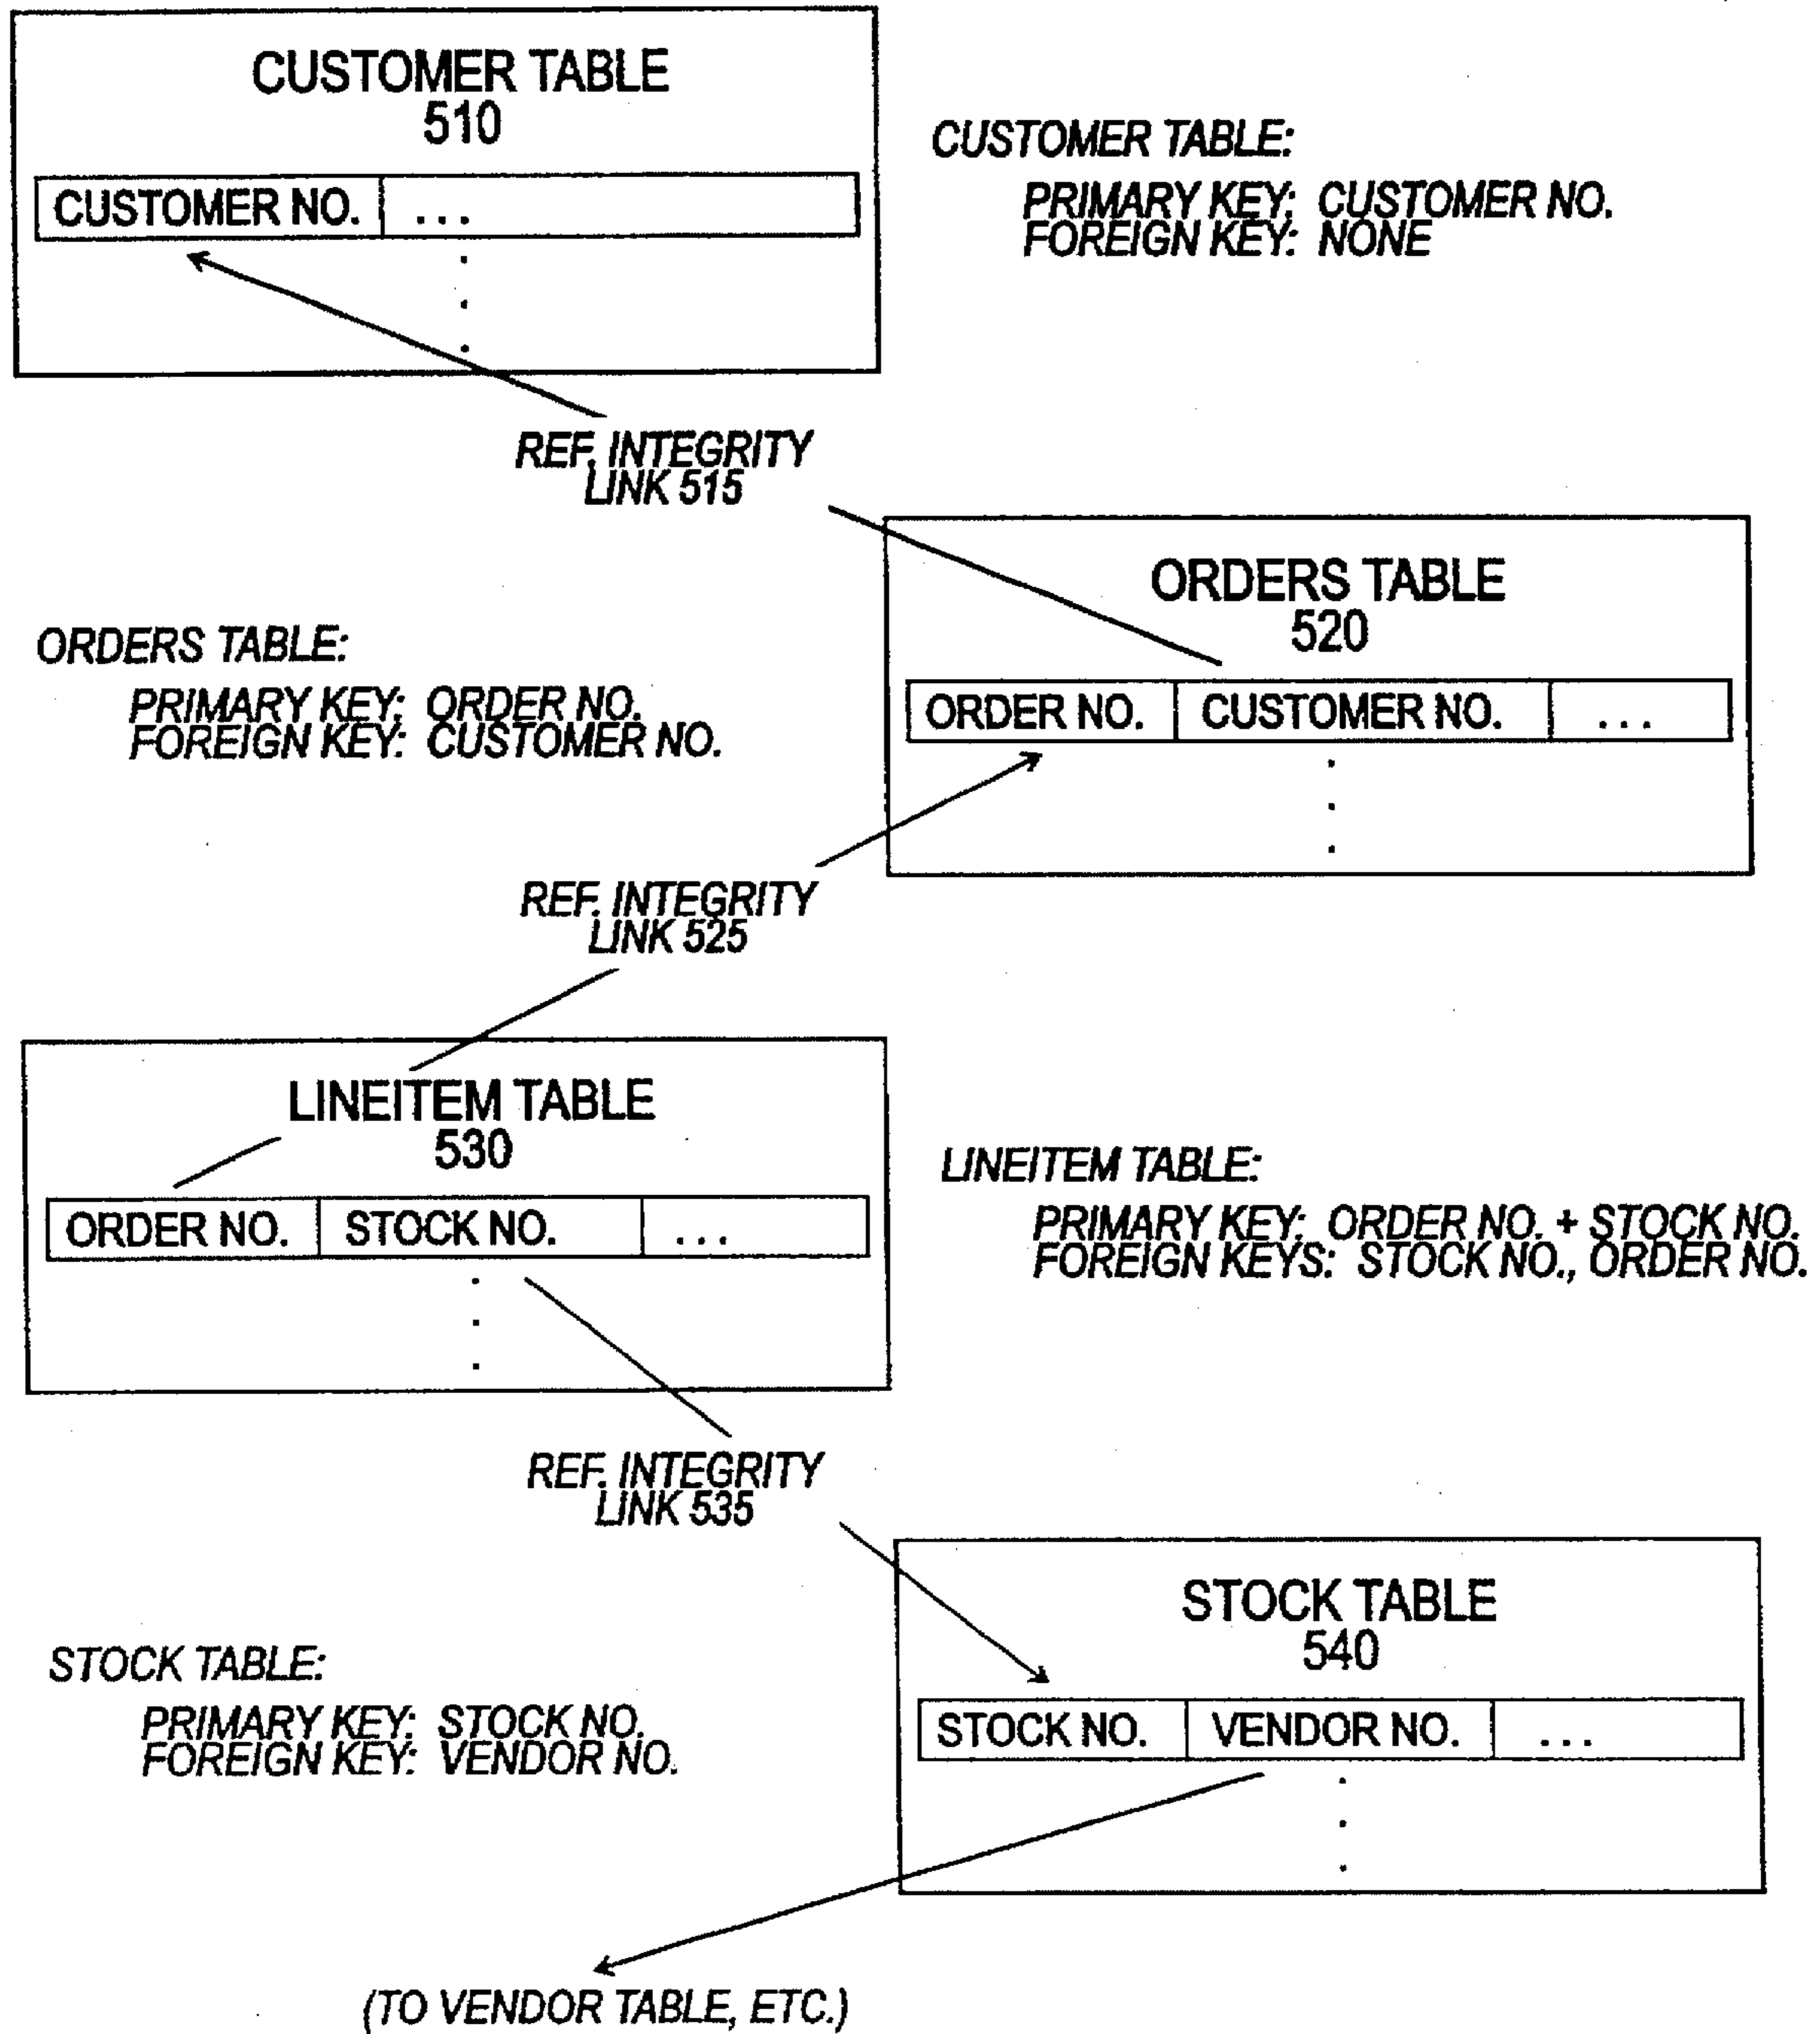 CUSTOMER TABLE
510
CUSTOMER NO. ...
CUSTOMER TABLE:
PRIMARY KEY: CUSTOMER NO.
FOREIGN KEY: NONE
REF. INTEGRITY
LINK 515
ORDERS TABLE
520
ORDER NO. CUSTOMER NO. ...
ORDERS TABLE:
PRIMARY KEY: ORDER NO.
FOREIGN KEY: CUSTOMER NO.
REF. INTEGRITY
LINK 525
LINEITEM TABLE
530
ORDER NO. STOCK NO. ...
LINEITEM TABLE:
PRIMARY KEY: ORDER NO. + STOCK NO.
FOREIGN KEYS: STOCK NO., ORDER NO.
REF. INTEGRITY
LINK 535
STOCK TABLE
540
STOCK NO. VENDOR NO. ...
STOCK TABLE:
PRIMARY KEY: STOCK NO.
FOREIGN KEY: VENDOR NO.
(TO VENDOR TABLE, ETC.)